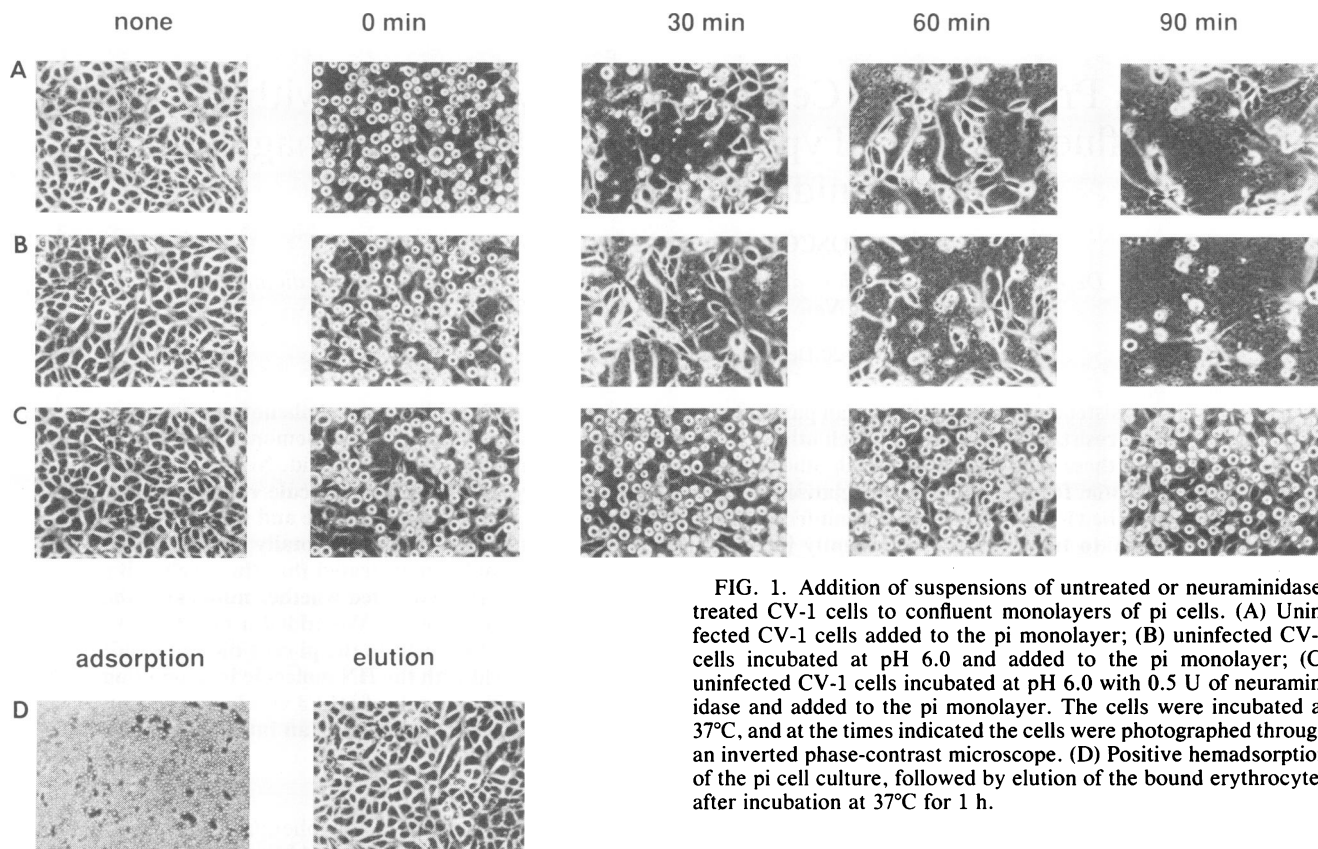 none 0 min 30 min 60 min 90 min
A
B
C
adsorption elution
D
FIG. 1. Addition of suspensions of untreated or neuraminidase
treated CV-1 cells to confluent monolayers of pi cells. (A) Unin
fected CV-1 cells added to the pi monolayer; (B) uninfected CV-
cells incubated at pH 6.0 and added to the pi monolayer; (C
uninfected CV-1 cells incubated at pH 6.0 with 0.5 U of neuramin
idase and added to the pi monolayer. The cells were incubated a
37°C, and at the times indicated the cells were photographed throug
an inverted phase-contrast microscope. (D) Positive hemadsorptio
of the pi cell culture, followed by elution of the bound erythrocyte
after incubation at 37°C for 1 h.